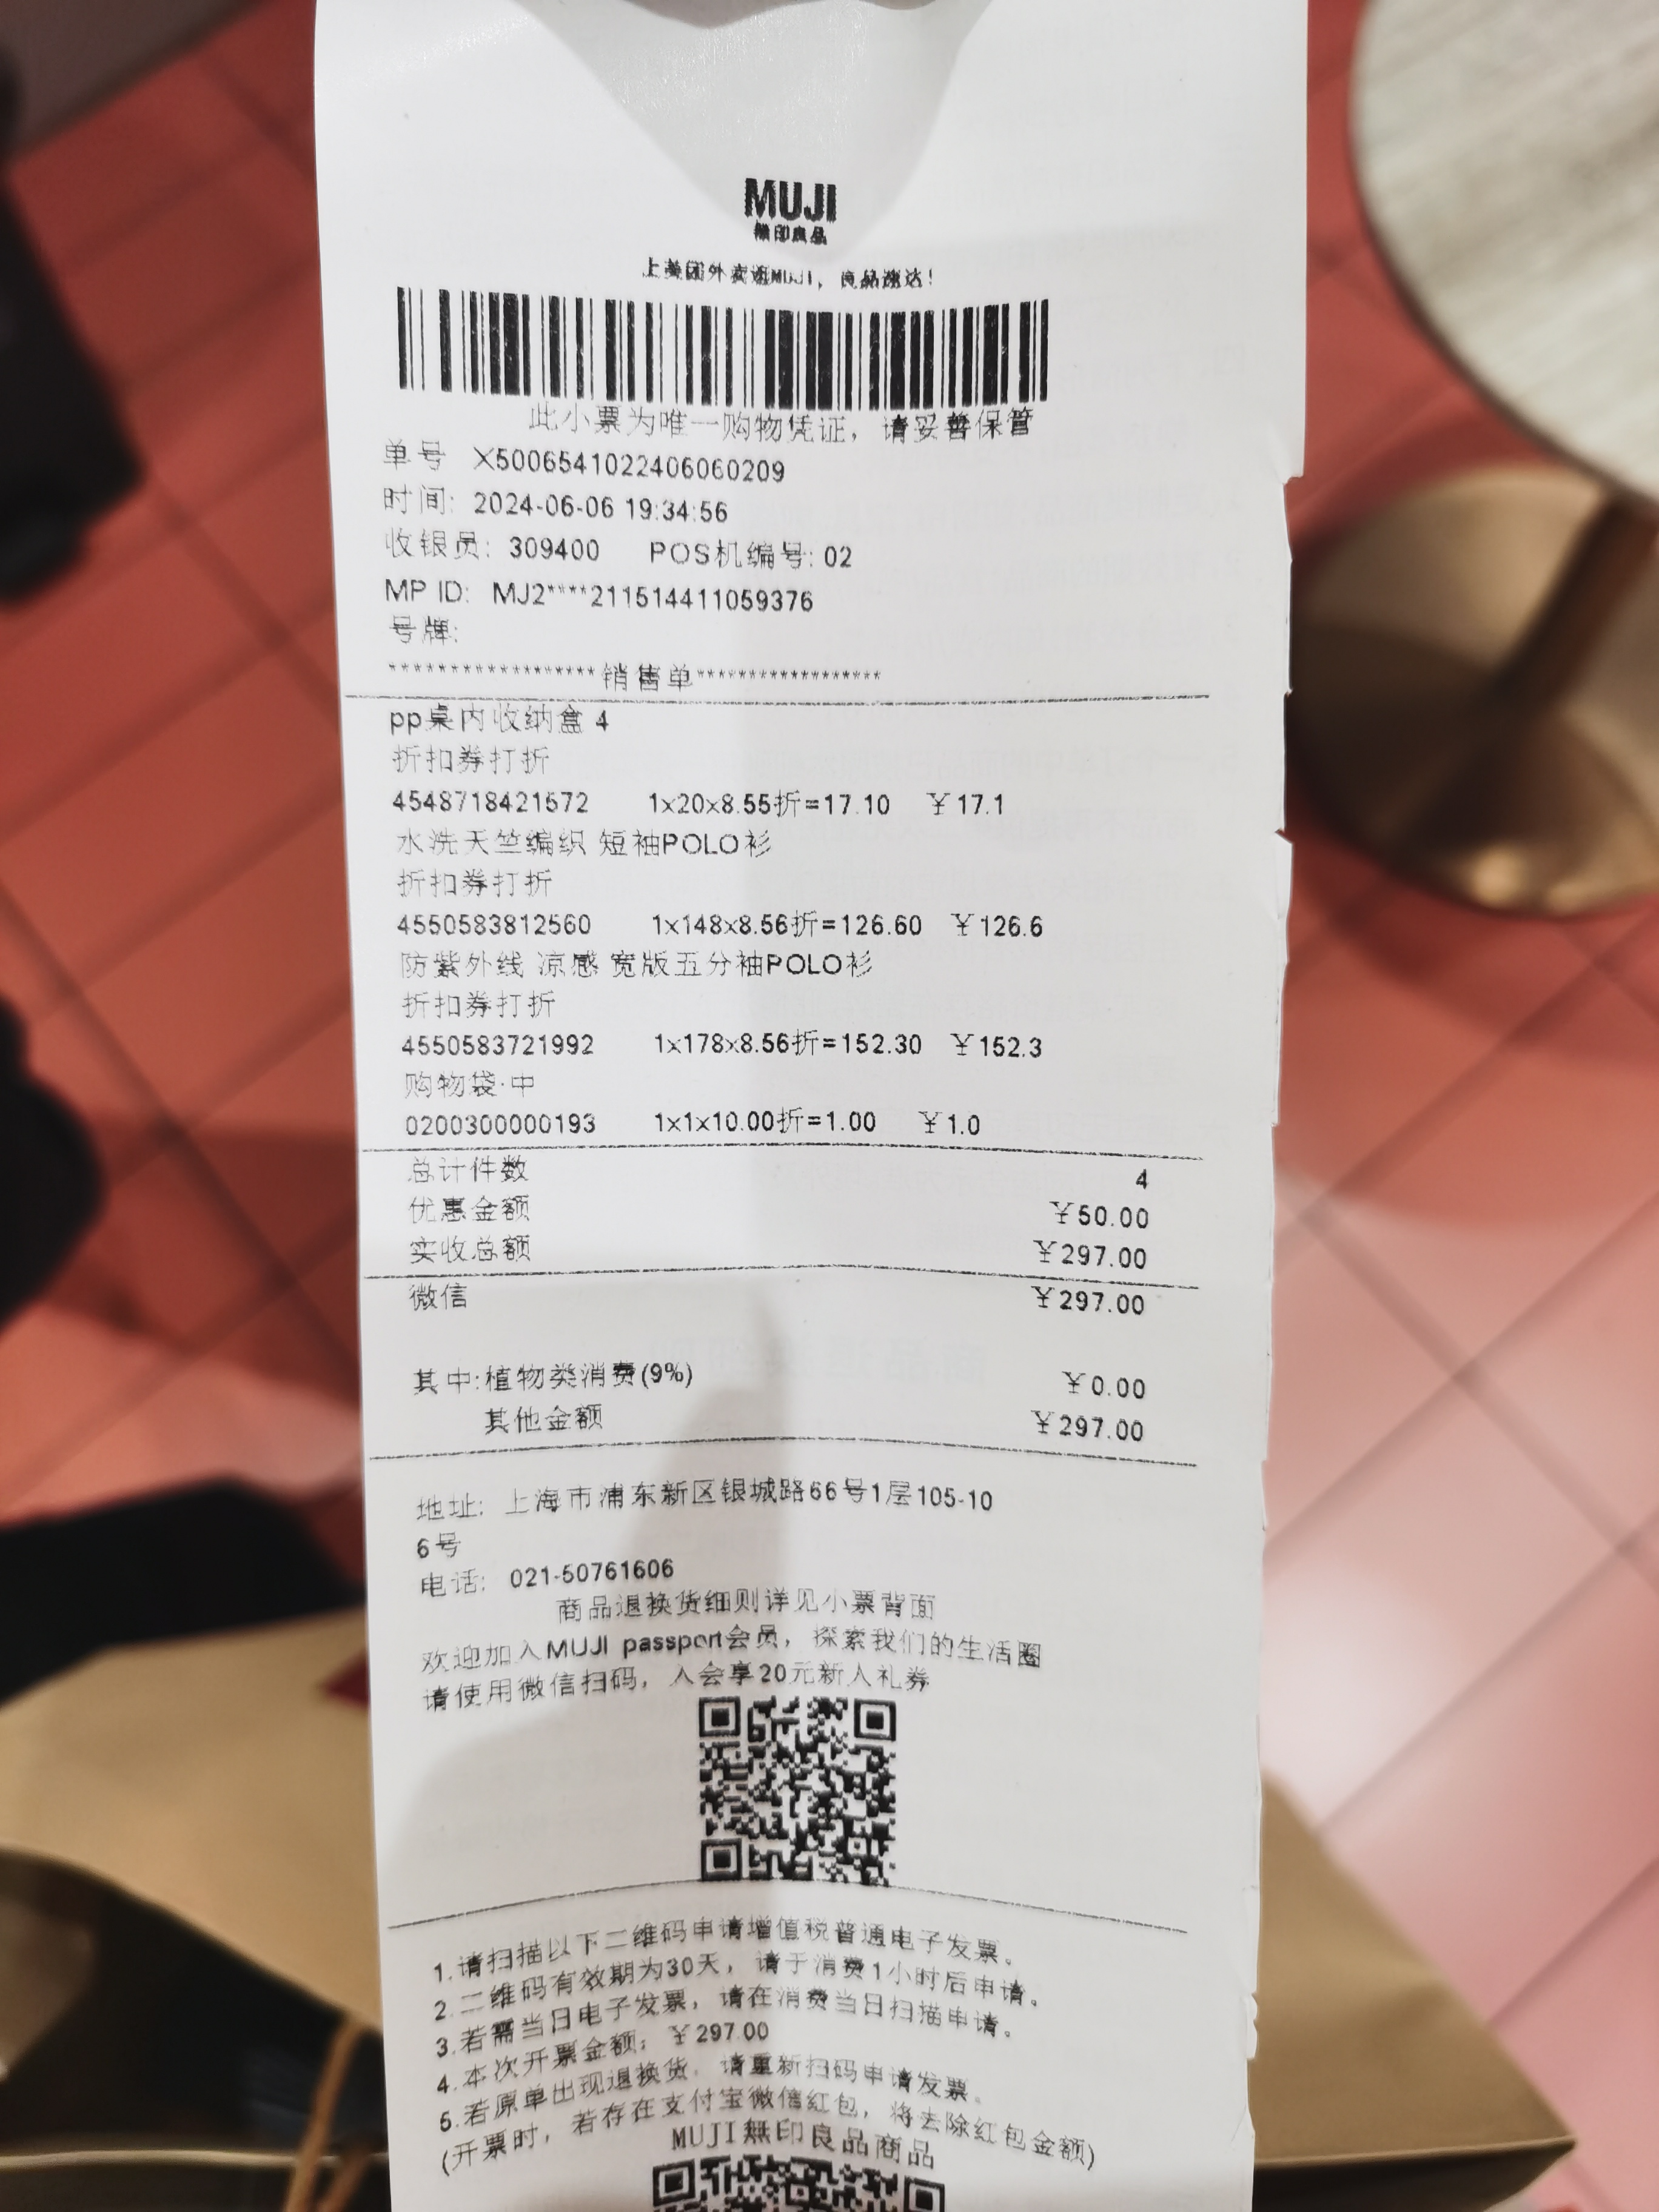 MUJI
無印良品
上美团外卖逛MUJI，良品速达！
此小票为唯一购物凭证，请妥善保管
单号 X5006541022406060209
时间: 2024-06-06 19:34:56
收银员: 309400 POS机编号: 02
MP ID: MJ2****211514411059376
号牌:
*****************销售单*****************
pp桌内收纳盒 4
折扣券打折
4548718421672 1x20x8.55折=17.10 ￥17.1
水洗天竺编织 短袖POLO衫
折扣券打折
4550583812560 1x148x8.56折=126.60 ￥126.6
防紫外线 凉感 宽版五分袖POLO衫
折扣券打折
4550583721992 1x178x8.56折=152.30 ￥152.3
购物袋·中
0200300000193 1x1x10.00折=1.00 ￥1.0
总计件数 4
优惠金额 ￥50.00
实收总额 ￥297.00
微信 ￥297.00
其中:植物类消费(9%) ￥0.00
其他金额 ￥297.00
地址: 上海市浦东新区银城路66号1层105-10
6号
电话: 021-50761606
商品退换货细则详见小票背面
欢迎加入MUJI passport会员，探索我们的生活圈
请使用微信扫码，入会享20元新人礼券
1.请扫描以下二维码申请增值税普通电子发票。
2.二维码有效期为30天，请于消费1小时后申请。
3.若需当日电子发票，请在消费当日扫描申请。
4.本次开票金额: ￥297.00
5.若原单出现退换货，请重新扫码申请发票。
(开票时，若存在支付宝微信红包，将去除红包金额)
MUJI無印良品商品